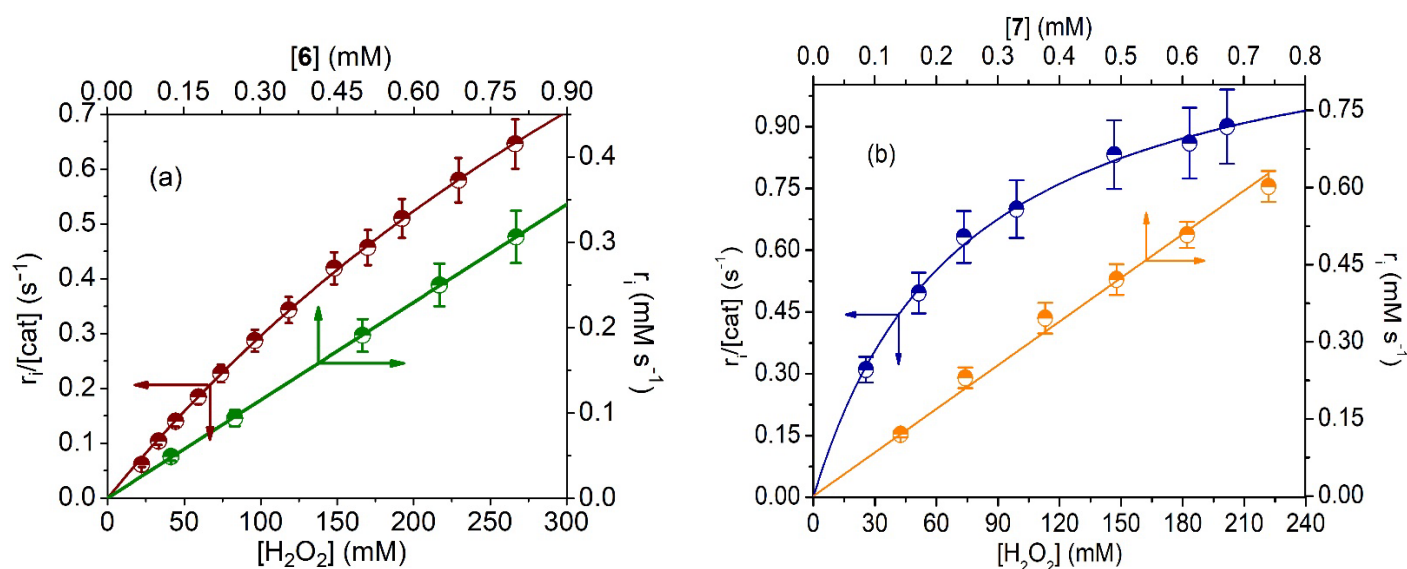 [6] (mM)
0.00 0.15 0.30 0.45 0.60 0.75 0.90
0.7
0.6
0.5
0.4
0.3
0.2
0.1
0.0
rᵢ/[cat] (s⁻¹)
(a)
0.4
0.3
0.2
0.1
0.0
rᵢ (mM s⁻¹)
0 50 100 150 200 250 300
[H₂O₂] (mM)
[7] (mM)
0.0 0.1 0.2 0.3 0.4 0.5 0.6 0.7 0.8
0.90
0.75
0.60
0.45
0.30
0.15
0.00
rᵢ/[cat] (s⁻¹)
(b)
0.75
0.60
0.45
0.30
0.15
0.00
rᵢ (mM s⁻¹)
0 30 60 90 120 150 180 210 240
[H₂O₂] (mM)